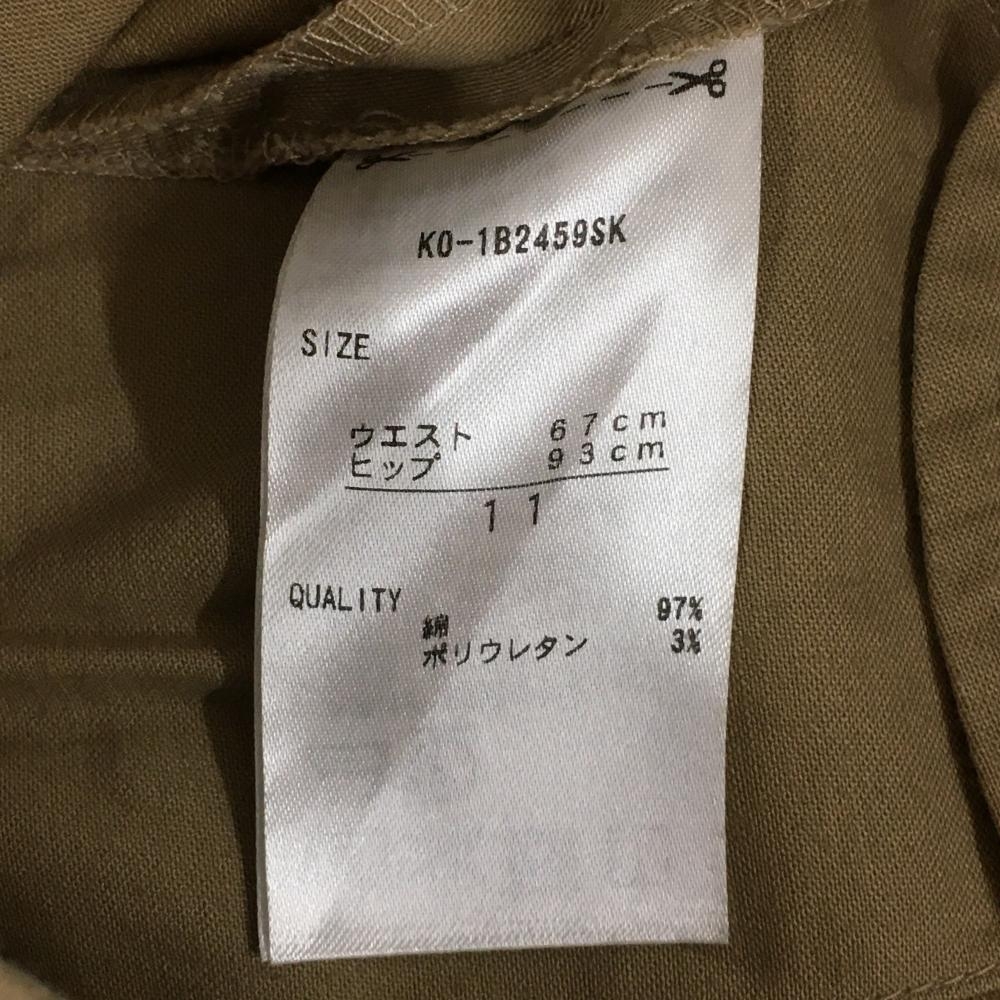 KO-1B2459SK
SIZE
ウエスト 67cm
ヒップ 93cm
11
QUALITY
綿 97%
ポリウレタン 3%